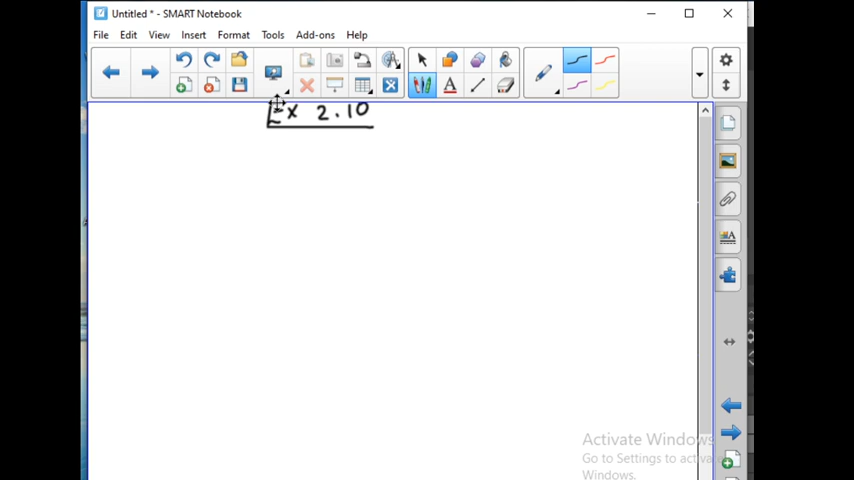 Untitled * - SMART Notebook
File Edit View Insert Format Tools Add-ons Help
Ex 2.10
Activate Windows
Go to Settings to activate
Windows.